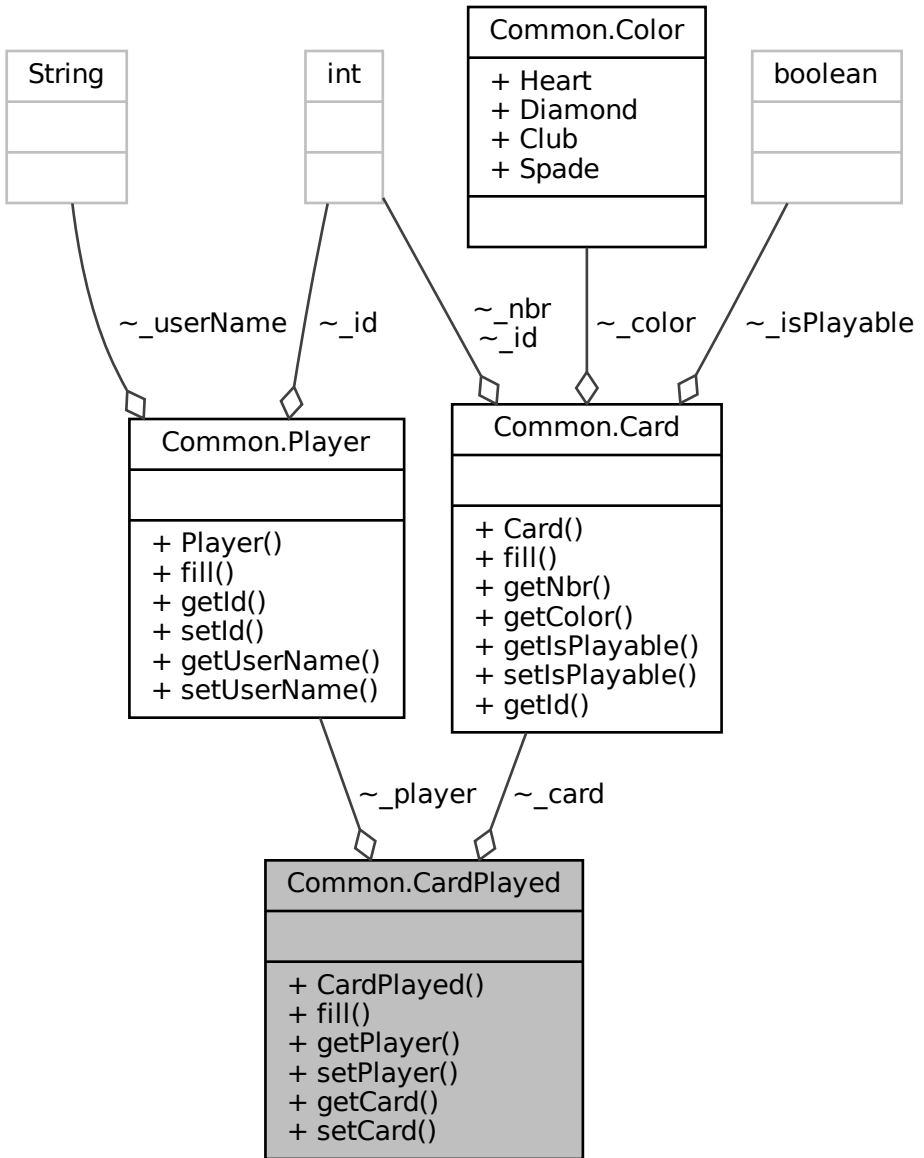 String
int
Common.Color
+ Heart
+ Diamond
+ Club
+ Spade
boolean
~_userName
~_id
~_nbr
~_id
~_color
~_isPlayable
Common.Player
+ Player()
+ fill()
+ getId()
+ setId()
+ getUserName()
+ setUserName()
Common.Card
+ Card()
+ fill()
+ getNbr()
+ getColor()
+ getIsPlayable()
+ setIsPlayable()
+ getId()
~_player
~_card
Common.CardPlayed
+ CardPlayed()
+ fill()
+ getPlayer()
+ setPlayer()
+ getCard()
+ setCard()